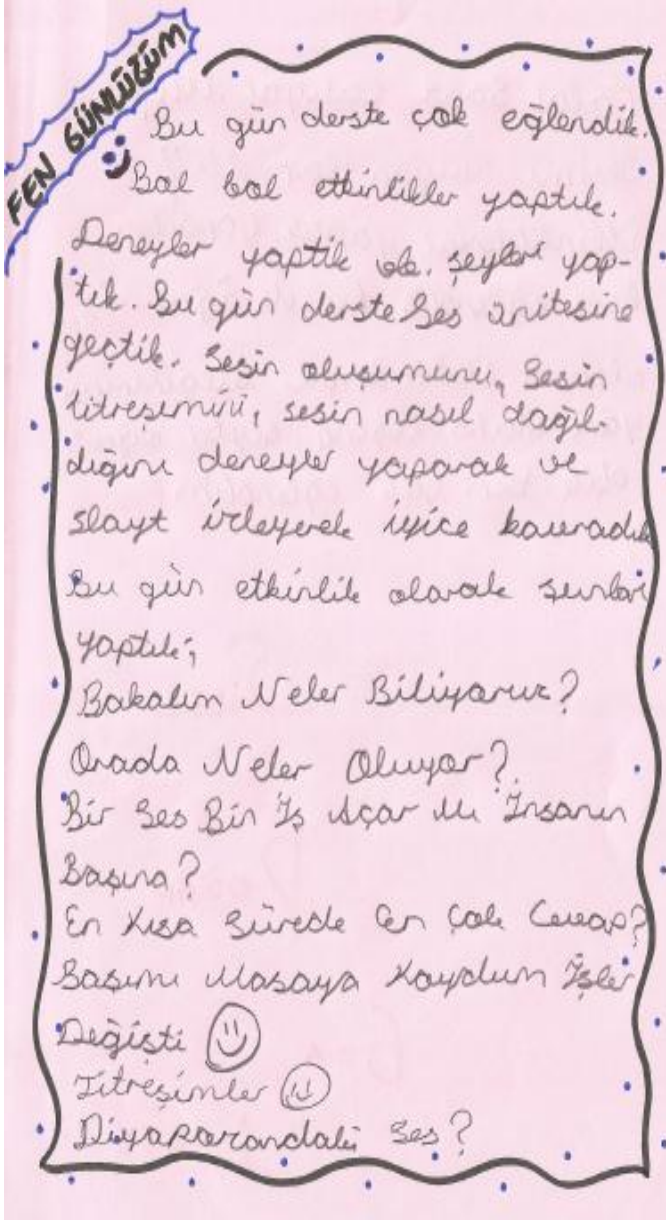 FEN GÜNLÜĞÜM
Bu gün derste çok eğlendik.
Bol bol etkinlikler yaptık.
Deneyler yaptik vb. şeyler yap-
tık. Bu gün derste Ses ünitesine
geçtik. Sesin oluşumunu, Sesin
titreşimini, sesin nasıl dağıl-
dığını deneyler yaparak ve
slayt izleyerek iyice kavradık
Bu gün etkinlik olarak şunları
yaptık;
Bakalım Neler Biliyoruz?
Orada Neler Oluyor?
Bir Ses Bin İş Açar Mı İnsanın
Başına?
En Kısa Sürede en Çok Cevap?
Başımı Masaya Koydum İşler
Değişti
Titreşimler
Diyapazondaki Ses?